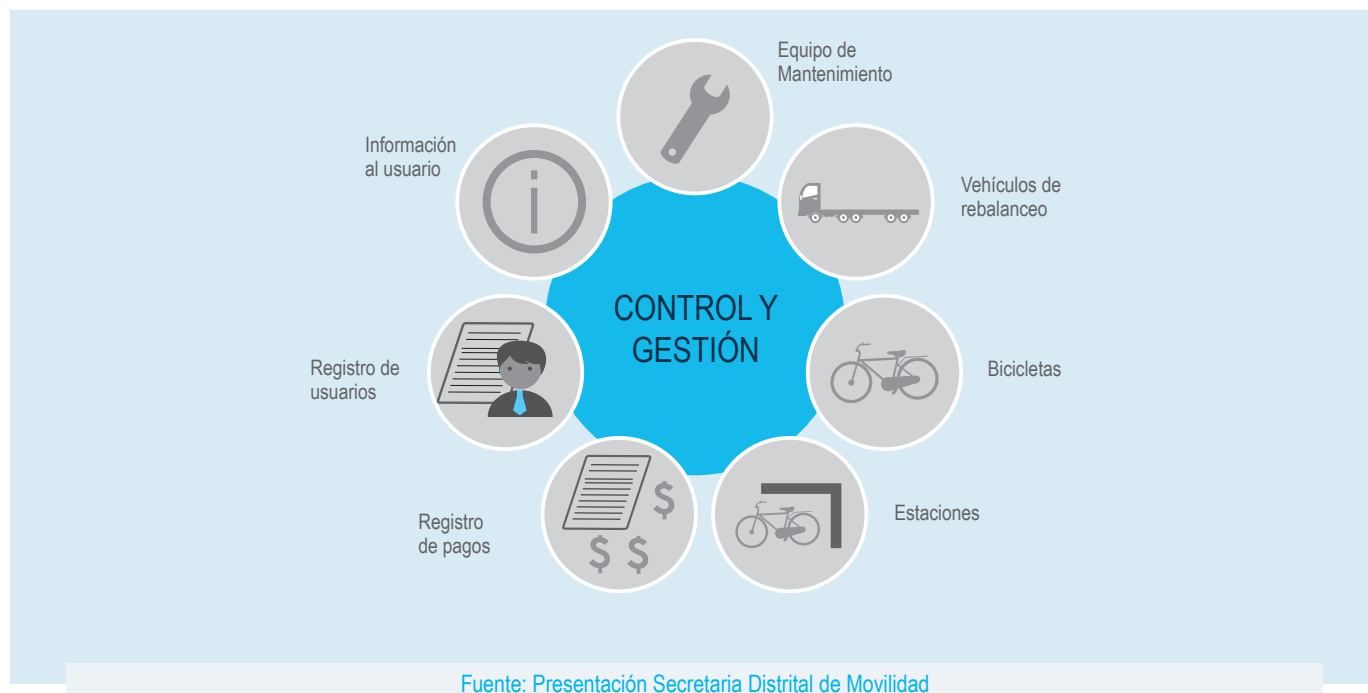 Equipo de
Mantenimiento
Información
al usuario
Vehículos de
rebalanceo
CONTROL Y
GESTIÓN
Registro de
usuarios
Bicicletas
Registro
de pagos
$
$ $
Estaciones
Fuente: Presentación Secretaria Distrital de Movilidad